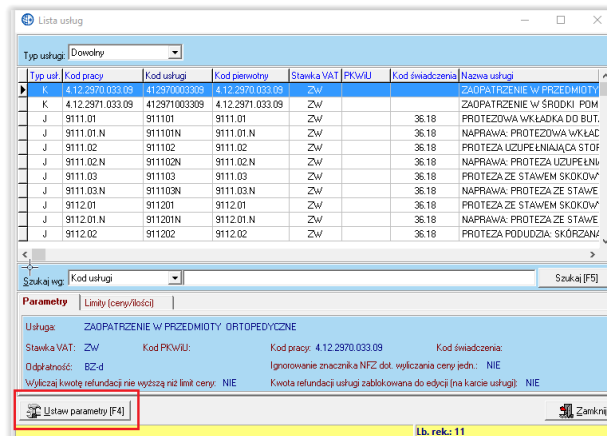 Lista usług
Typ usługi: Dowolny
Typ usł. Kod pracy Kod usługi Kod pierwotny Stawka VAT PKWiU Kod świadczenia Nazwa usługi
K 4.12.2970.033.09 412970003309 4.12.2970.033.09 ZW ZAOPATRZENIE W PRZEDMIOTY
K 4.12.2971.033.09 412971003309 4.12.2971.033.09 ZW ZAOPATRZENIE W ŚRODKI POM
J 9111.01 911101 9111.01 ZW 36.18 PROTEZOWA WKŁADKA DO BUT.
J 9111.01.N 911101N 9111.01.N ZW 36.18 NAPRAWA: PROTEZOWA WKŁAD
J 9111.02 911102 9111.02 ZW 36.18 PROTEZA UZUPEŁNIAJĄCA STOP
J 9111.02.N 911102N 9111.02.N ZW 36.18 NAPRAWA: PROTEZA UZUPEŁNI
J 9111.03 911103 9111.03 ZW 36.18 PROTEZA ZE STAWEM SKOKOW
J 9111.03.N 911103N 9111.03.N ZW 36.18 NAPRAWA: PROTEZA ZE STAWE
J 9112.01 911201 9112.01 ZW 36.18 PROTEZA ZE STAWEM SKOKOW
J 9112.01.N 911201N 9112.01.N ZW 36.18 NAPRAWA: PROTEZA ZE STAWE
J 9112.02 911202 9112.02 ZW 36.18 PROTEZA PODUDZIA: SKÓRZANA
Szukaj wg: Kod usługi Szukaj [F5]
Parametry Limity (ceny/ilości)
Usługa: ZAOPATRZENIE W PRZEDMIOTY ORTOPEDYCZNE
Stawka VAT: ZW Kod PKWiU: Kod pracy: 4.12.2970.033.09 Kod świadczenia:
Odpłatność: BZ-d Ignorowanie znacznika NFZ dot. wyliczania ceny jedn.: NIE
Wyliczaj kwotę refundacji nie wyższą niż limit ceny: NIE Kwota refundacji usługi zablokowana do edycji (na karcie usługi): NIE
Ustaw parametry [F4] Zamknij
Lb. rek.: 11